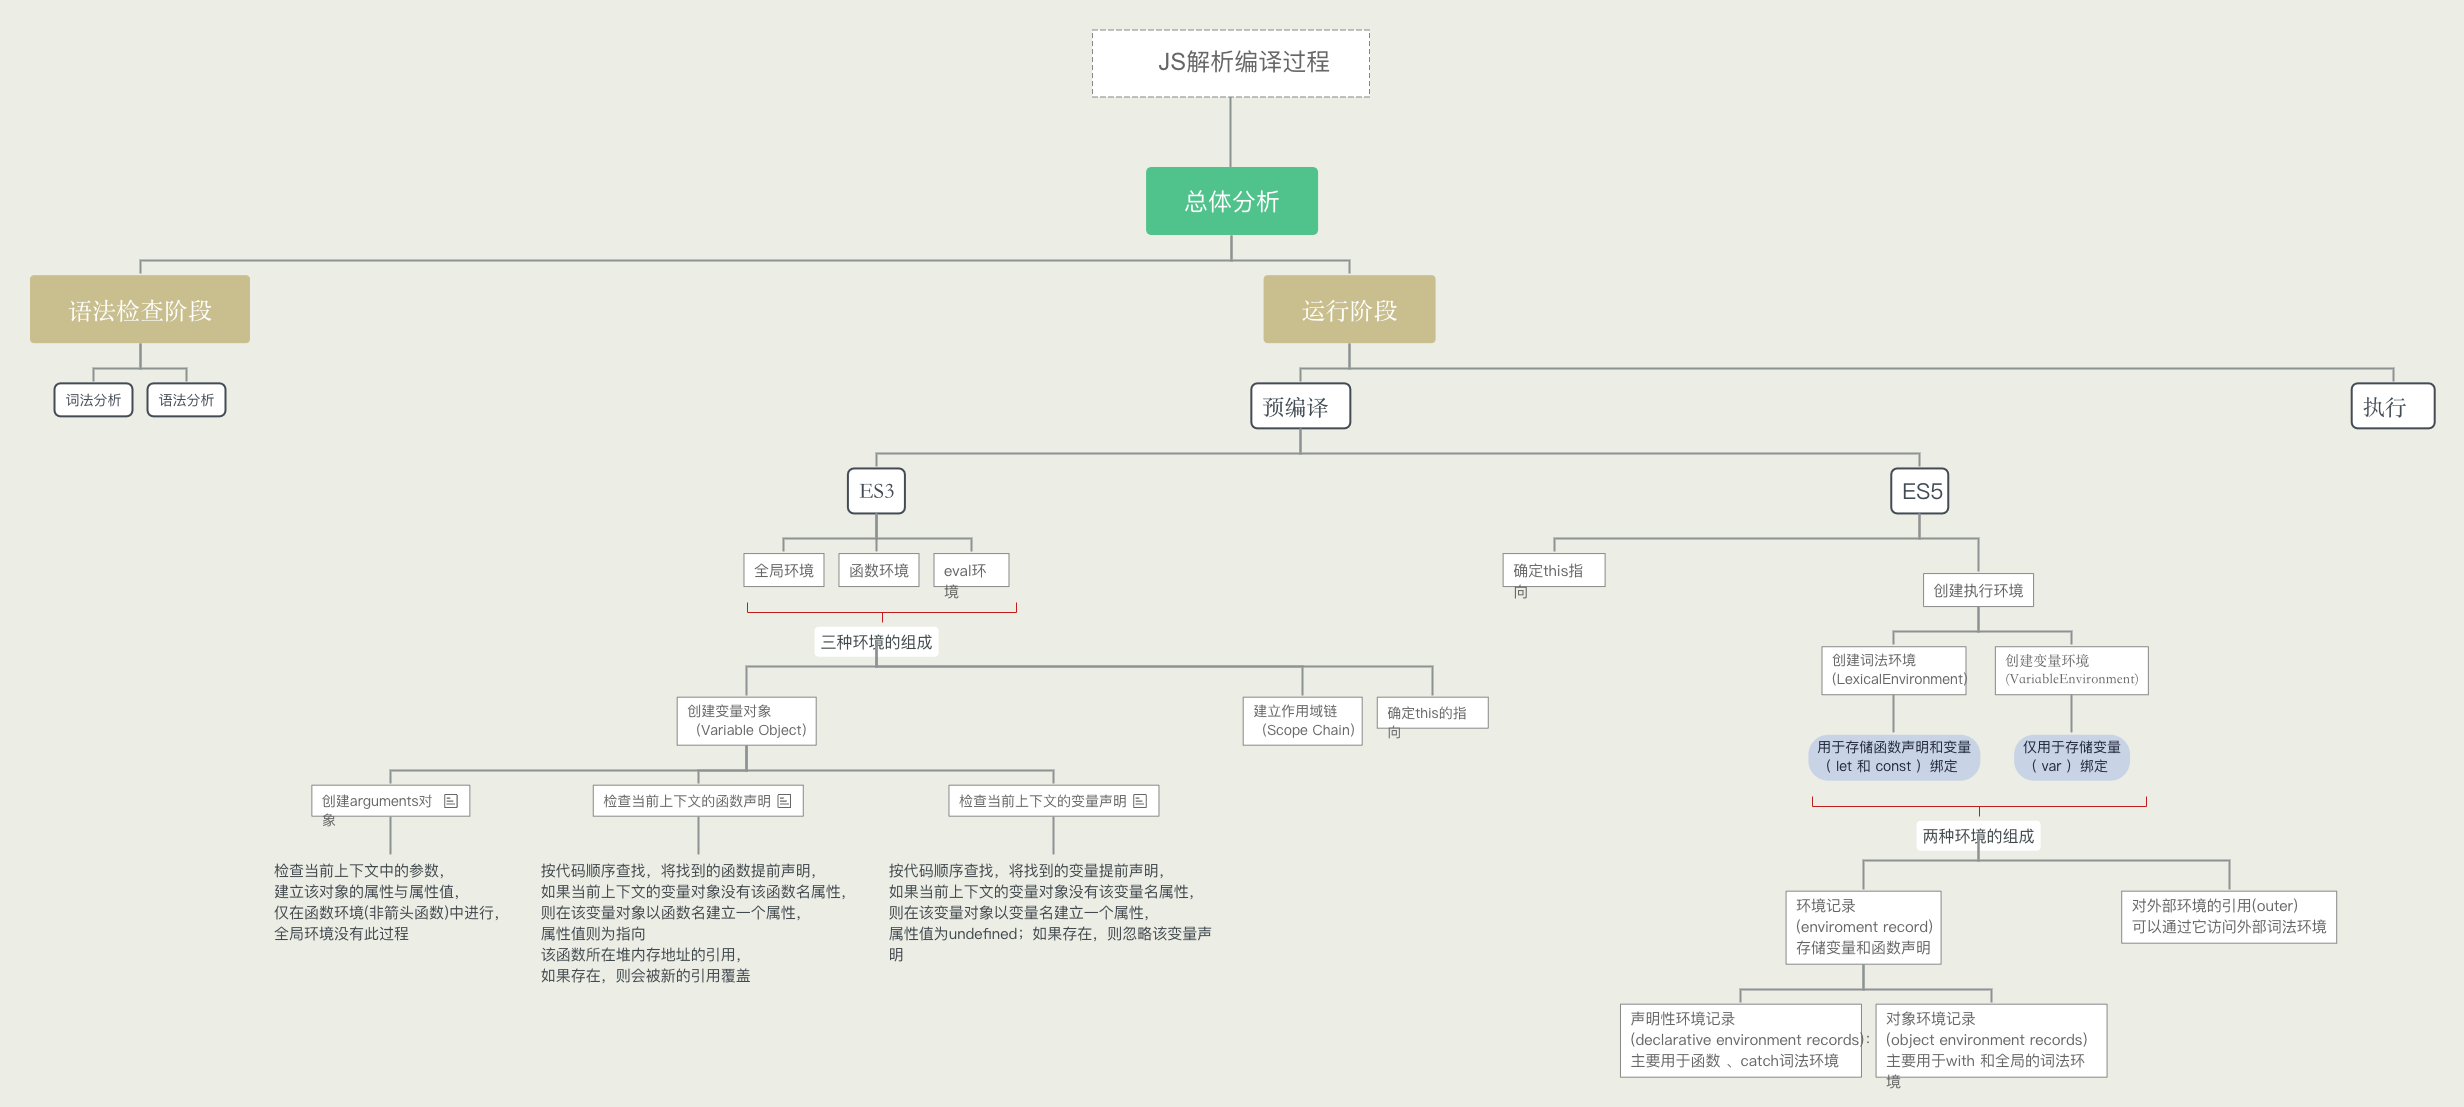 JS解析编译过程
总体分析
语法检查阶段
运行阶段
词法分析
语法分析
预编译
执行
ES3
ES5
全局环境
函数环境
eval环
境
确定this指
向
创建执行环境
三种环境的组成
创建词法环境
(LexicalEnvironment)
创建变量环境
(VariableEnvironment)
创建变量对象
（Variable Object）
建立作用域链
（Scope Chain）
确定this的指
向
用于存储函数声明和变量
（ let 和 const ）绑定
仅用于存储变量
（ var ）绑定
创建arguments对
象
检查当前上下文的函数声明
检查当前上下文的变量声明
两种环境的组成
检查当前上下文中的参数，
建立该对象的属性与属性值，
仅在函数环境(非箭头函数)中进行，
全局环境没有此过程
按代码顺序查找，将找到的函数提前声明，
如果当前上下文的变量对象没有该函数名属性，
则在该变量对象以函数名建立一个属性，
属性值则为指向
该函数所在堆内存地址的引用，
如果存在，则会被新的引用覆盖
按代码顺序查找，将找到的变量提前声明，
如果当前上下文的变量对象没有该变量名属性，
则在该变量对象以变量名建立一个属性，
属性值为undefined；如果存在，则忽略该变量声
明
环境记录
(enviroment record)
存储变量和函数声明
对外部环境的引用(outer)
可以通过它访问外部词法环境
声明性环境记录
(declarative environment records)：
主要用于函数 、catch词法环境
对象环境记录
(object environment records)
主要用于with 和全局的词法环
境